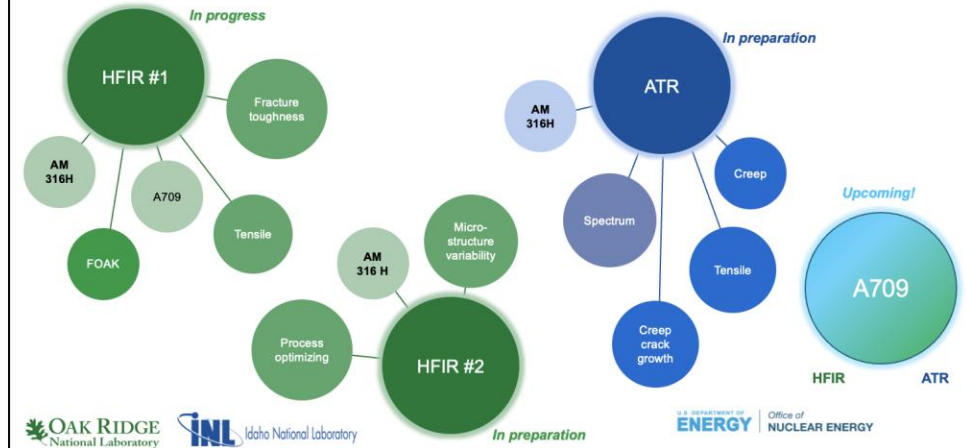 In progress
HFIR #1
Fracture
toughness
AM
316H
A709
Tensile
FOAK
AM
316 H
Micro-
structure
variability
Process
optimizing
HFIR #2
In preparation
In preparation
ATR
AM
316H
Spectrum
Creep
Tensile
Creep
crack
growth
Upcoming!
A709
HFIR
ATR
OAK RIDGE
National Laboratory
INL
Idaho National Laboratory
U.S. DEPARTMENT OF
ENERGY
Office of
NUCLEAR ENERGY